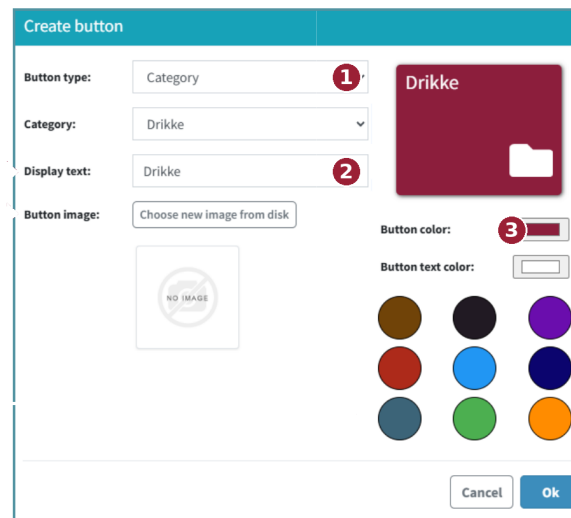 Create button
Button type:
Category
1
Drikke
Category:
Drikke
Display text:
Drikke
2
Button image:
Choose new image from disk
NO IMAGE
Button color:
3
Button text color:
Cancel
Ok